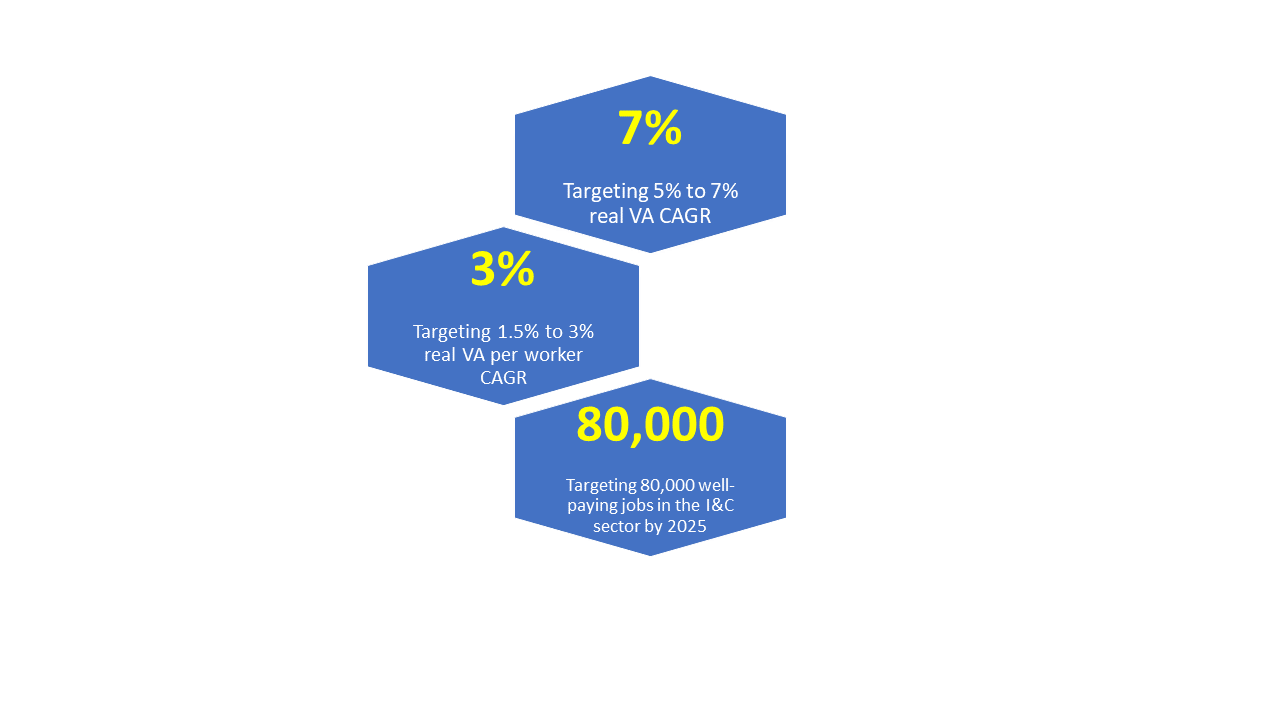 7%
Targeting 5% to 7%
real VA CAGR
3%
Targeting 1.5% to 3%
real VA per worker
CAGR
80,000
Targeting 80,000 well-
paying jobs in the I&C
sector by 2025